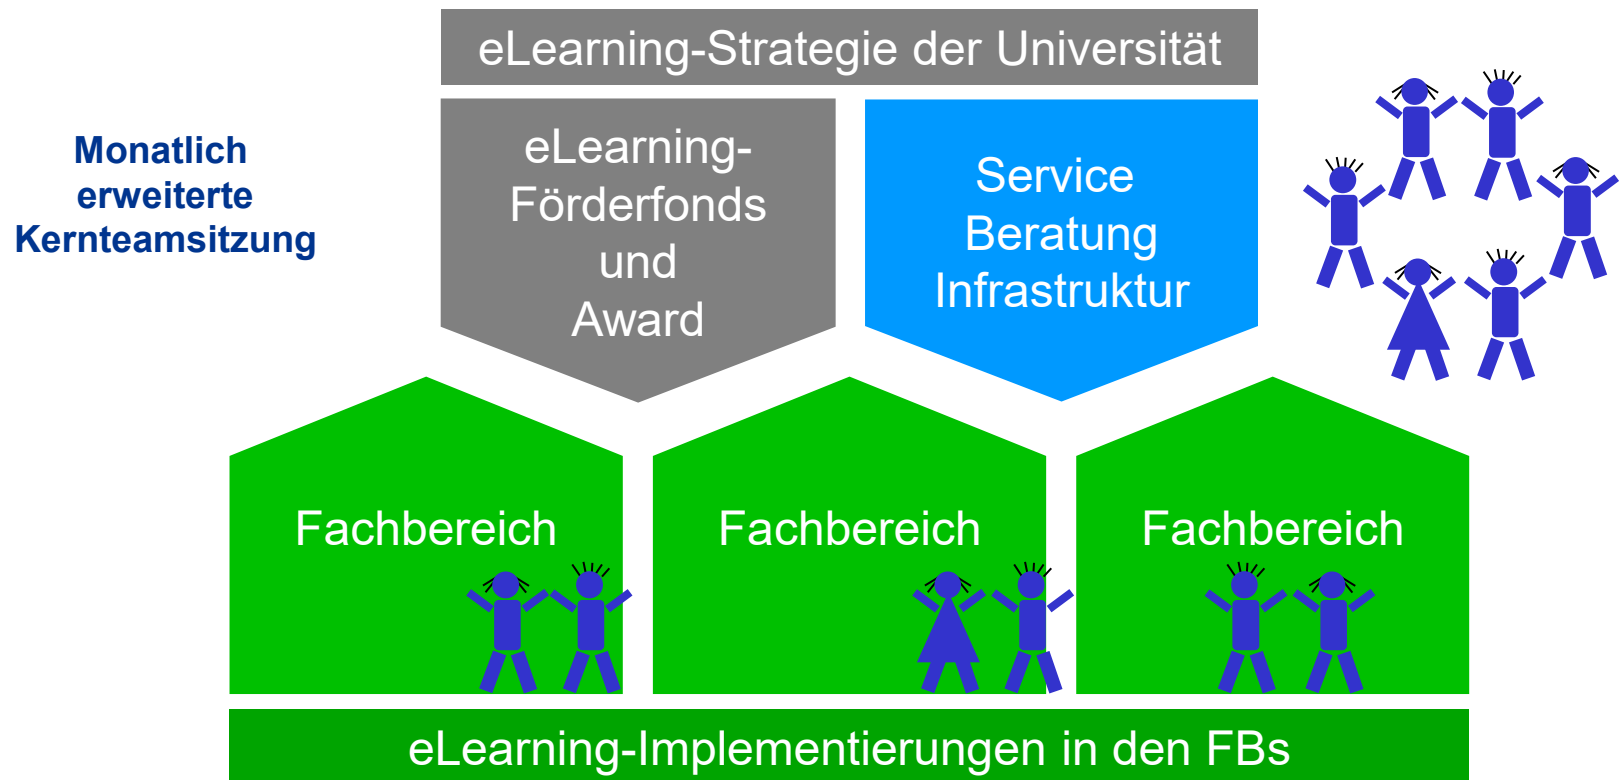 eLearning-Strategie der Universität
Monatlich
erweiterte
Kernteamsitzung
eLearning-
Förderfonds
und
Award
Service
Beratung
Infrastruktur
Fachbereich
Fachbereich
Fachbereich
eLearning-Implementierungen in den FBs